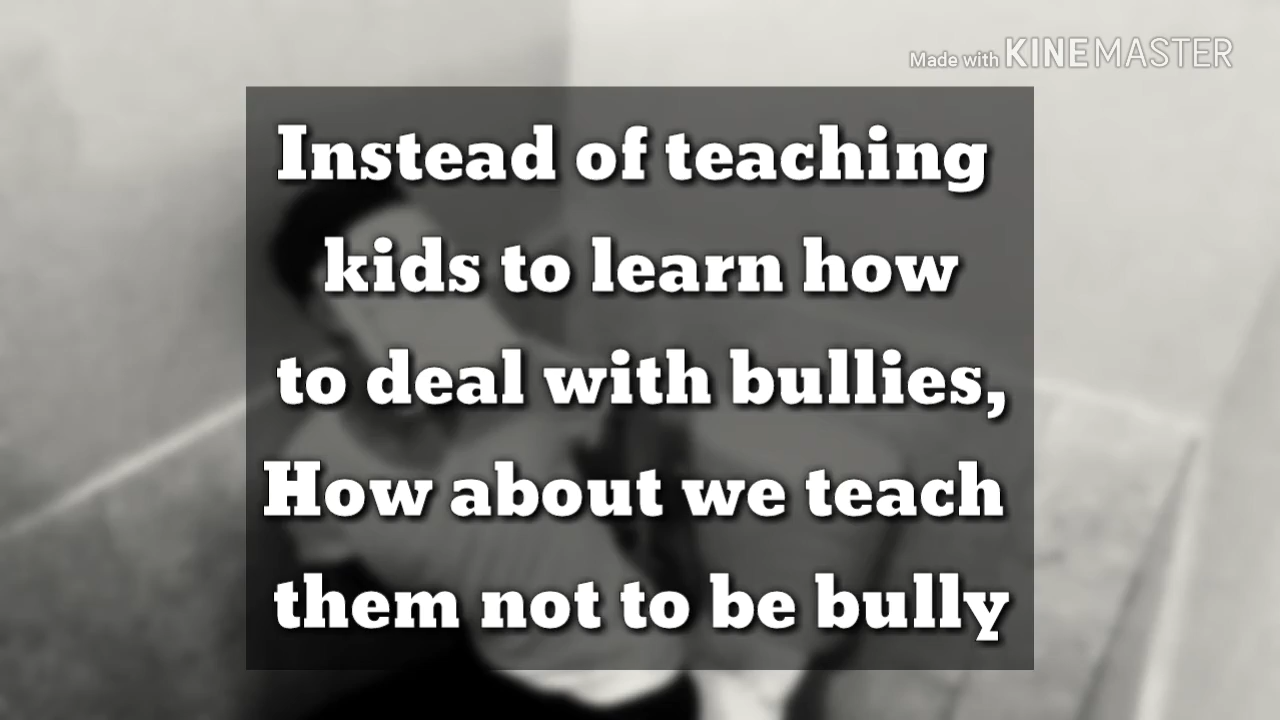 Made with KINEMASTER
Instead of teaching
kids to learn how
to deal with bullies,
How about we teach
them not to be bully